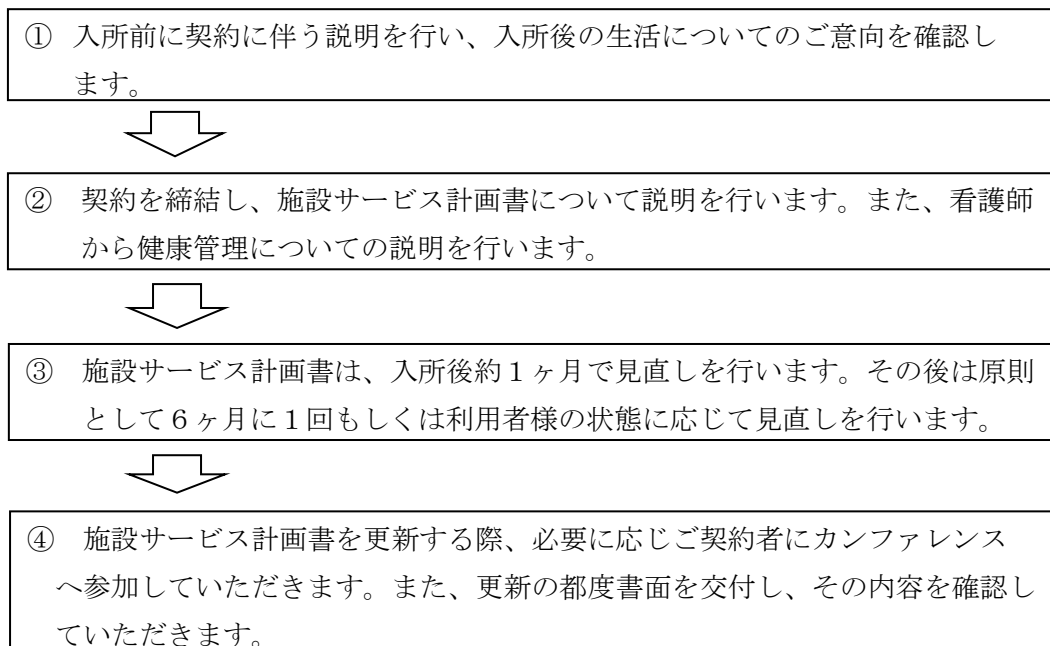 ① 入所前に契約に伴う説明を行い、入所後の生活についてのご意向を確認し
ます。
② 契約を締結し、施設サービス計画書について説明を行います。また、看護師
から健康管理についての説明を行います。
③ 施設サービス計画書は、入所後約１ヶ月で見直しを行います。その後は原則
として６ヶ月に１回もしくは利用者様の状態に応じて見直しを行います。
④ 施設サービス計画書を更新する際、必要に応じご契約者にカンファレンス
へ参加していただきます。また、更新の都度書面を交付し、その内容を確認し
ていただきます。